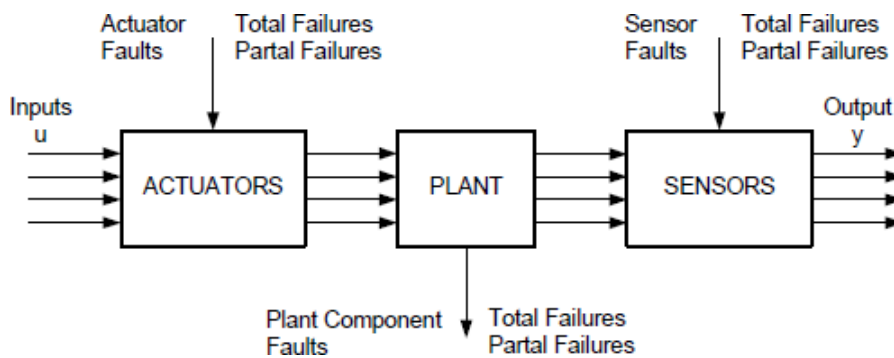 Actuator
Faults
Total Failures
Partal Failures
Sensor
Faults
Total Failures
Partal Failures
Inputs
u
ACTUATORS
PLANT
SENSORS
Output
y
Plant Component
Faults
Total Failures
Partal Failures